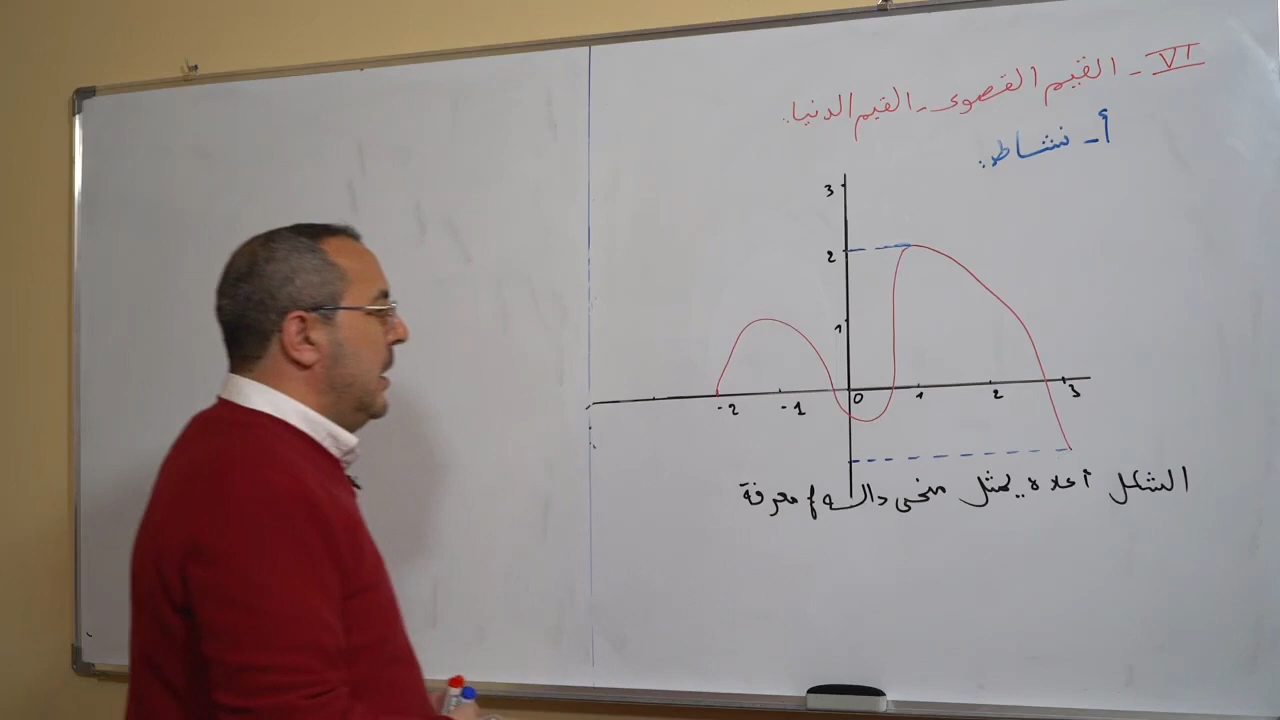 VI - القيم القصوى - القيم الدنيا:
أ - نشاط:
3
2
1
-2 -1 0 1 2 3
الشكل أعلاه يمثل منحنى دالة f معرفة